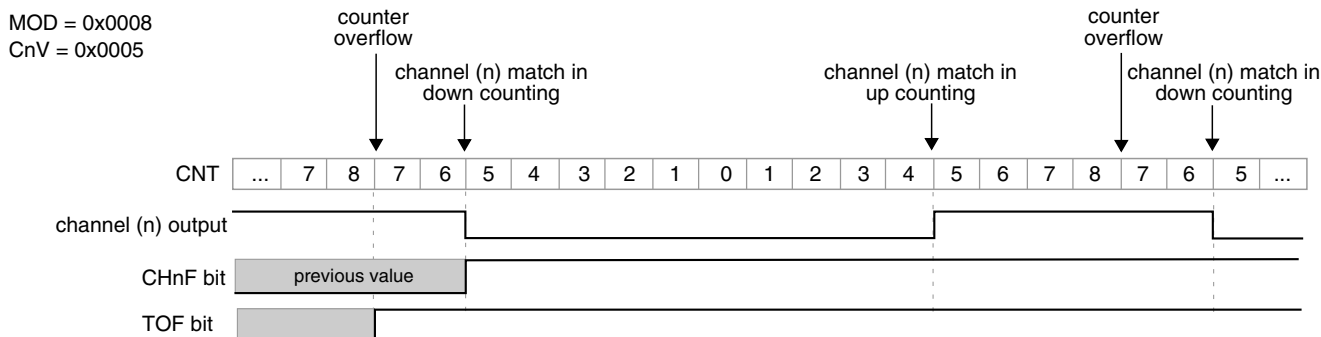 MOD = 0x0008
CnV = 0x0005
counter
overflow
channel (n) match in
down counting
channel (n) match in
up counting
counter
overflow
channel (n) match in
down counting
CNT ... 7 8 7 6 5 4 3 2 1 0 1 2 3 4 5 6 7 8 7 6 5 ...
channel (n) output
CHnF bit previous value
TOF bit